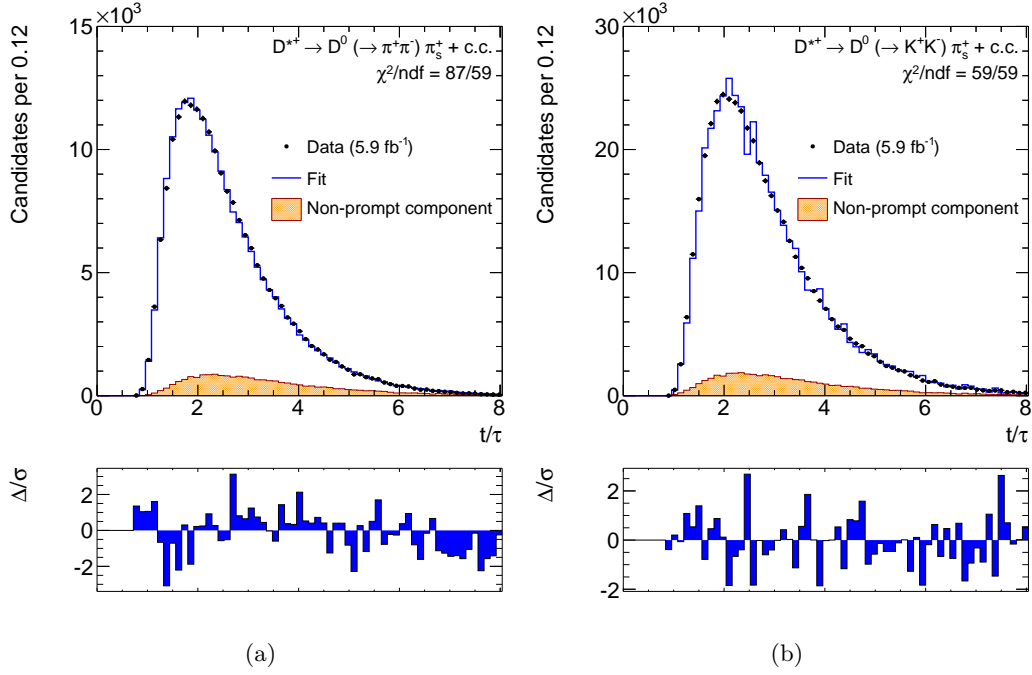 ×10³
15
10
5
0
0 2 4 6 8
Candidates per 0.12
t/τ
D*⁺ → D⁰ (→ π⁺π⁻) πₛ⁺ + c.c.
χ²/ndf = 87/59
Data (5.9 fb⁻¹)
Fit
Non-prompt component
Δ/σ
2
0
-2
(a)
×10³
30
20
10
0
0 2 4 6 8
Candidates per 0.12
t/τ
D*⁺ → D⁰ (→ K⁺K⁻) πₛ⁺ + c.c.
χ²/ndf = 59/59
Data (5.9 fb⁻¹)
Fit
Non-prompt component
Δ/σ
2
0
-2
(b)